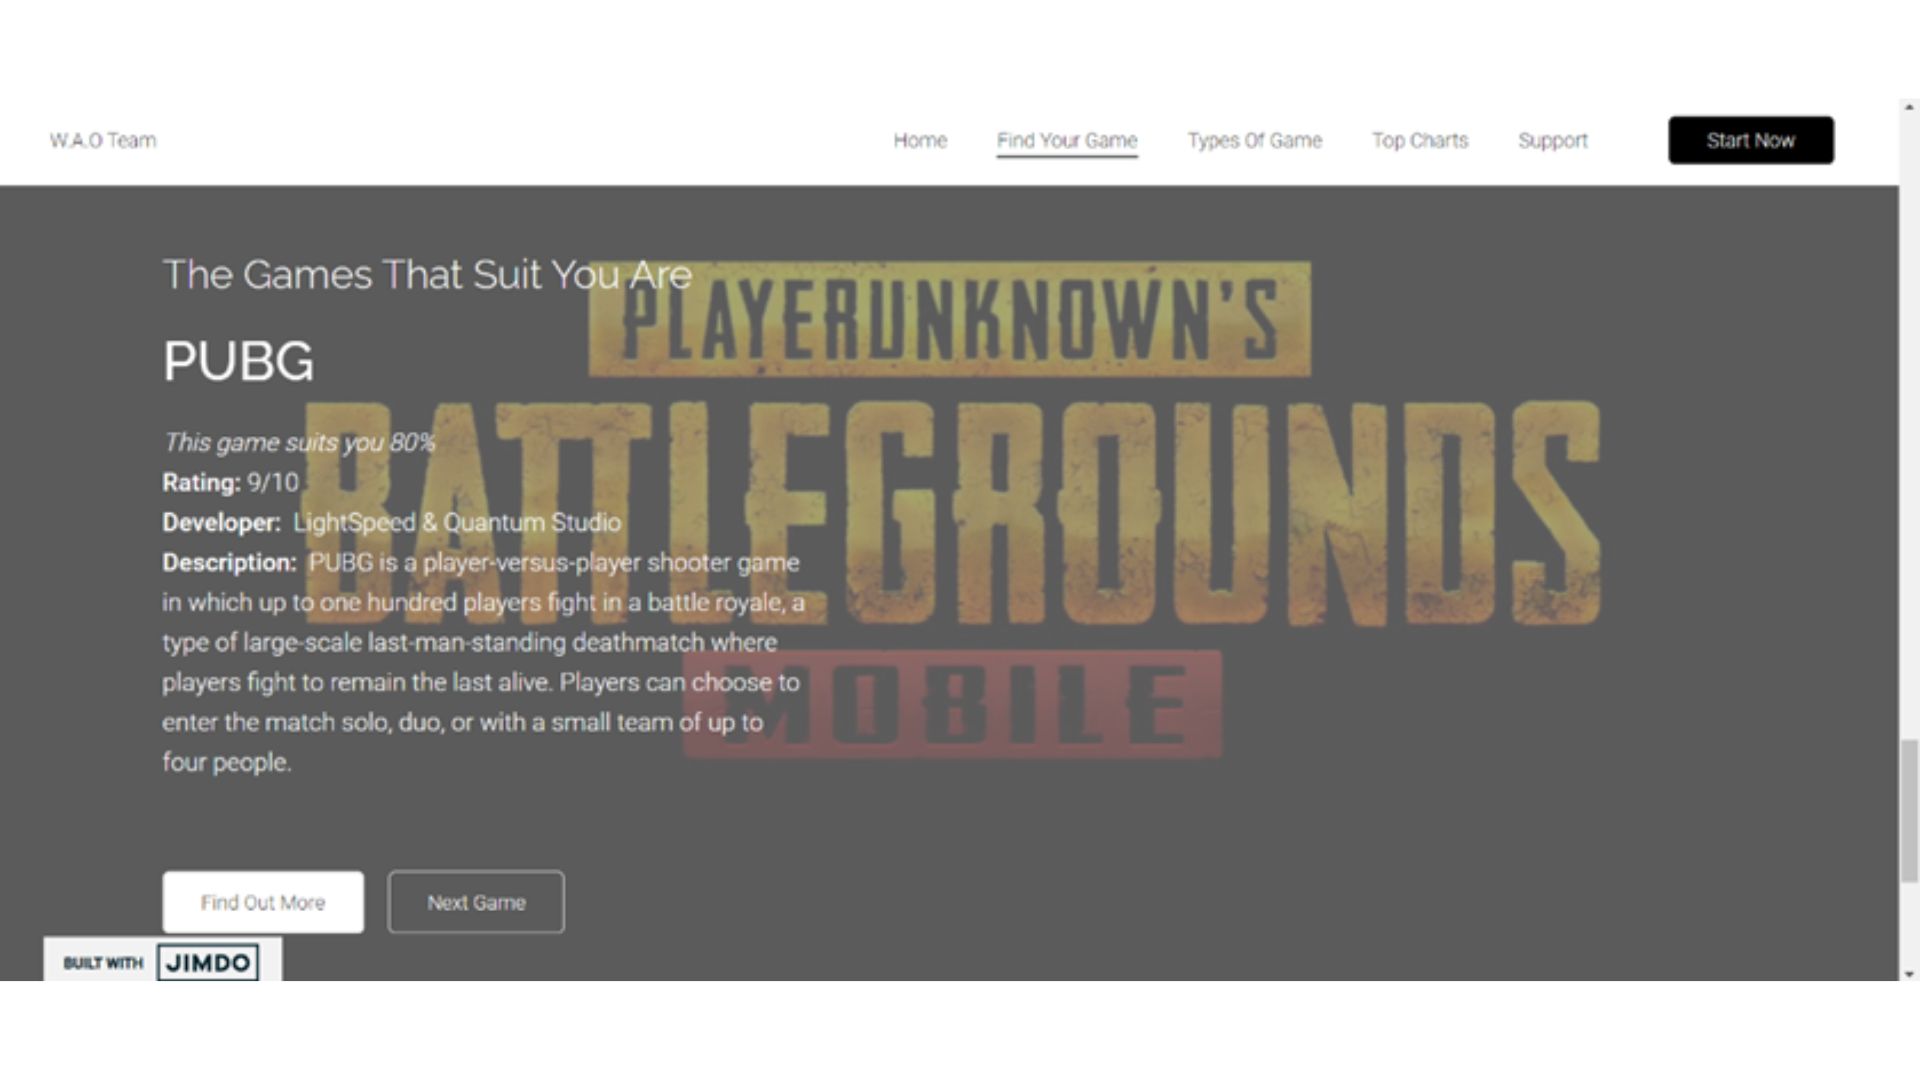 W.A.O Team
Home
Find Your Game
Types Of Game
Top Charts
Support
Start Now
The Games That Suit You Are
PUBG
This game suits you 80%
Rating: 9/10
Developer: LightSpeed & Quantum Studio
Description: PUBG is a player-versus-player shooter game
in which up to one hundred players fight in a battle royale, a
type of large-scale last-man-standing deathmatch where
players fight to remain the last alive. Players can choose to
enter the match solo, duo, or with a small team of up to
four people.
PLAYERUNKNOWN'S
BATTLEGROUNDS
MOBILE
Find Out More
Next Game
BUILT WITH JIMDO